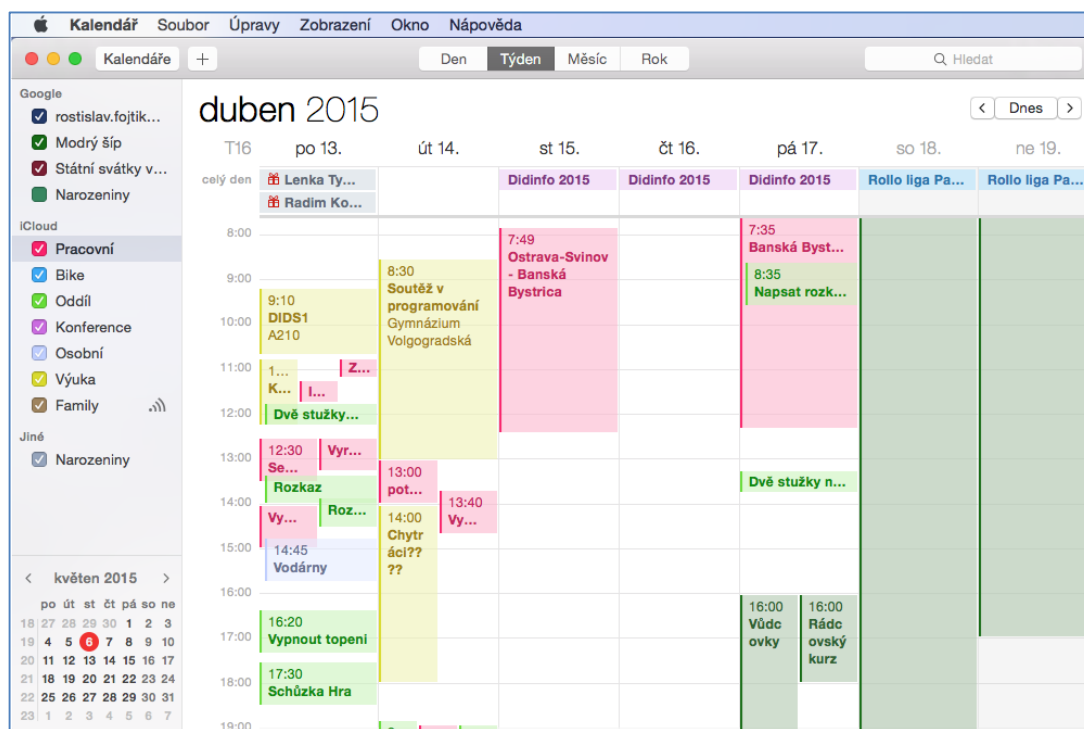 Kalendář Soubor Úpravy Zobrazení Okno Nápověda
Kalendáře + Den Týden Měsíc Rok Hledat
Google
rostislav.fojtik...
Modrý šíp
Státní svátky v...
Narozeniny
iCloud
Pracovní
Bike
Oddíl
Konference
Osobní
Výuka
Family
Jiné
Narozeniny
< květen 2015 >
po út st čt pá so ne
18 27 28 29 30 1 2 3
19 4 5 6 7 8 9 10
20 11 12 13 14 15 16 17
21 18 19 20 21 22 23 24
22 25 26 27 28 29 30 31
23 1 2 3 4 5 6 7
duben 2015
< Dnes >
T16 po 13. út 14. st 15. čt 16. pá 17. so 18. ne 19.
celý den
Lenka Ty...
Radim Ko...
Didinfo 2015
Didinfo 2015
Didinfo 2015
Rollo liga Pa...
Rollo liga Pa...
8:00
9:00
10:00
11:00
12:00
13:00
14:00
15:00
16:00
17:00
18:00
19:00
9:10
DIDS1
A210
1...
K...
Z...
I...
Dvě stužky...
12:30
Se...
Vyr...
Rozkaz
Vy...
Roz...
14:45
Vodárny
16:20
Vypnout topeni
17:30
Schůzka Hra
8:30
Soutěž v
programování
Gymnázium
Volgogradská
13:00
pot...
13:40
Vy...
14:00
Chytr
áci??
??
7:49
Ostrava-Svinov
- Banská
Bystrica
7:35
Banská Byst...
8:35
Napsat rozk...
Dvě stužky n...
16:00
Vůdc
ovky
16:00
Rádc
ovský
kurz